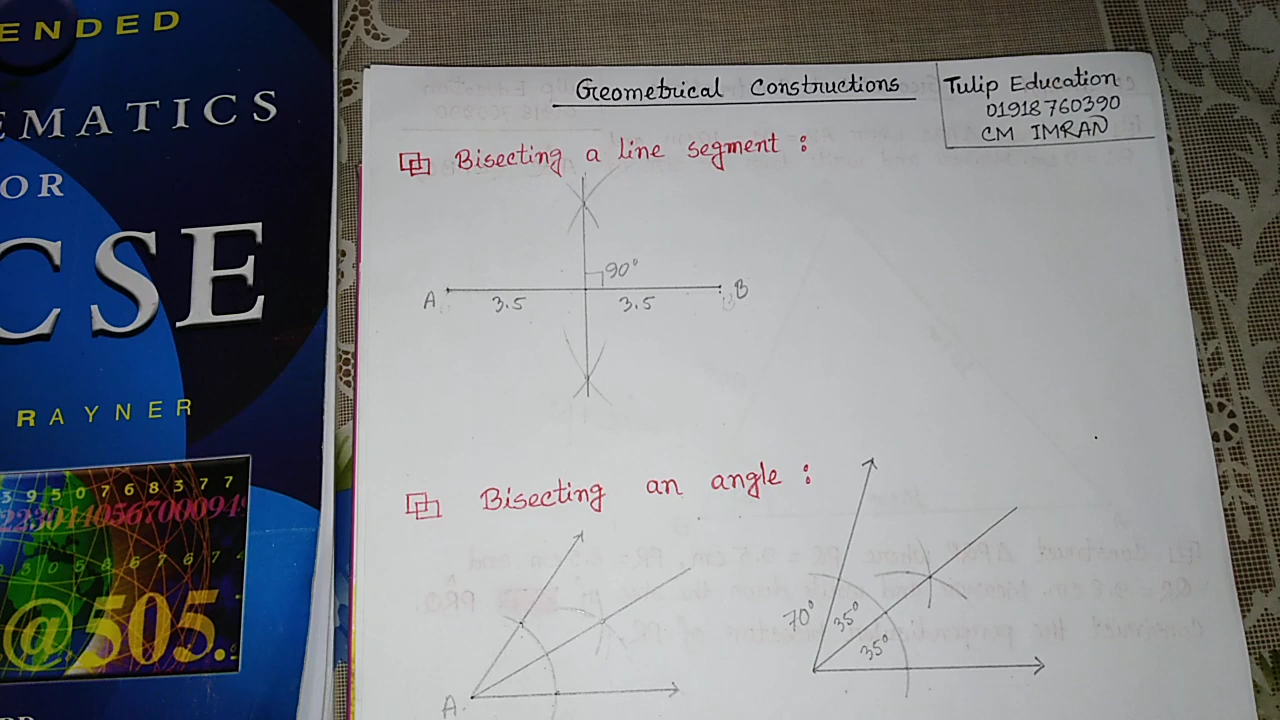 ENDED
EMATICS
OR
CSE
RAYNER
3 9 5 0 7 6 8 3 7 7
@505.
Geometrical Constructions
Tulip Education
01918760390
CM IMRAN
Bisecting a line segment :
90°
A
B
3.5
3.5
Bisecting an angle :
70°
35°
35°
A